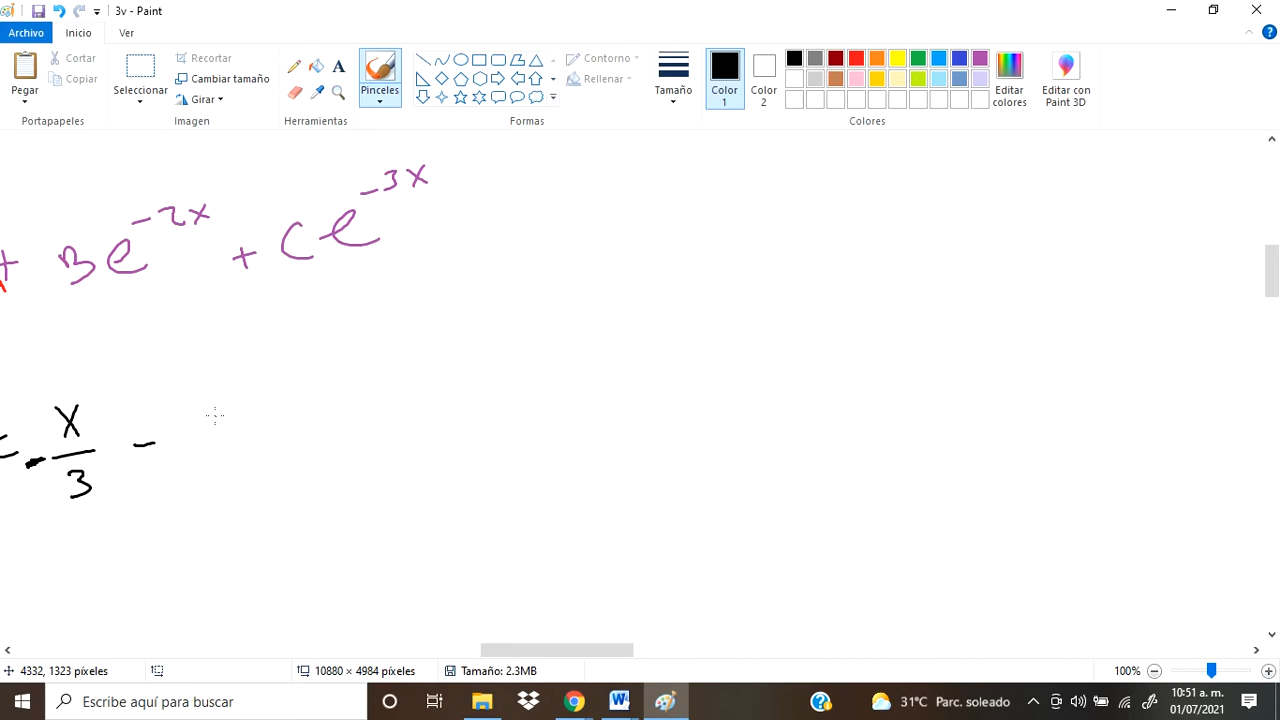 3v - Paint
Archivo Inicio Ver
Pegar
Cortar
Copiar
Portapapeles
Seleccionar
Recortar
Cambiar tamaño
Girar
Imagen
A
Herramientas
Pinceles
Contorno
Rellenar
Formas
Tamaño
Color 1
Color 2
Editar colores
Editar con Paint 3D
Colores
+ Be^-2x + Ce^-3x
= - x/3 -
4332, 1323 píxeles
10880 × 4984 píxeles
Tamaño: 2.3MB
100%
Escribe aquí para buscar
31°C Parc. soleado
10:51 a. m.
01/07/2021